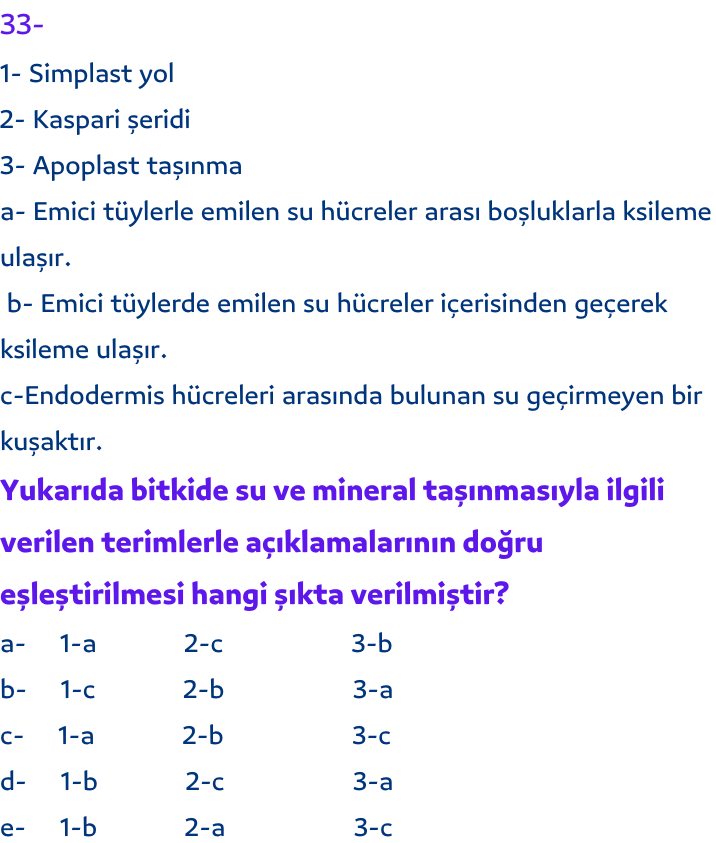 33-
1- Simplast yol
2- Kaspari şeridi
3- Apoplast taşınma
a- Emici tüylerle emilen su hücreler arası boşluklarla ksileme
ulaşır.
b- Emici tüylerde emilen su hücreler içerisinden geçerek
ksileme ulaşır.
c-Endodermis hücreleri arasında bulunan su geçirmeyen bir
kuşaktır.
Yukarıda bitkide su ve mineral taşınmasıyla ilgili
verilen terimlerle açıklamalarının doğru
eşleştirilmesi hangi şıkta verilmiştir?
a- 1-a 2-c 3-b
b- 1-c 2-b 3-a
c- 1-a 2-b 3-c
d- 1-b 2-c 3-a
e- 1-b 2-a 3-c